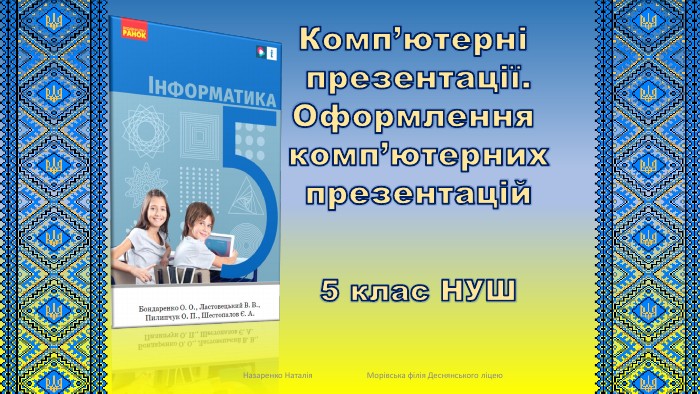 РАНОК
ІНФОРМАТИКА
5
Бондаренко О. О., Ластовецький В. В.,
Пилипчук О. П., Шестопалов Є. А.
Комп’ютерні
презентації.
Оформлення
комп’ютерних
презентацій
5 клас НУШ
Назаренко Наталія Морівська філія Деснянського ліцею